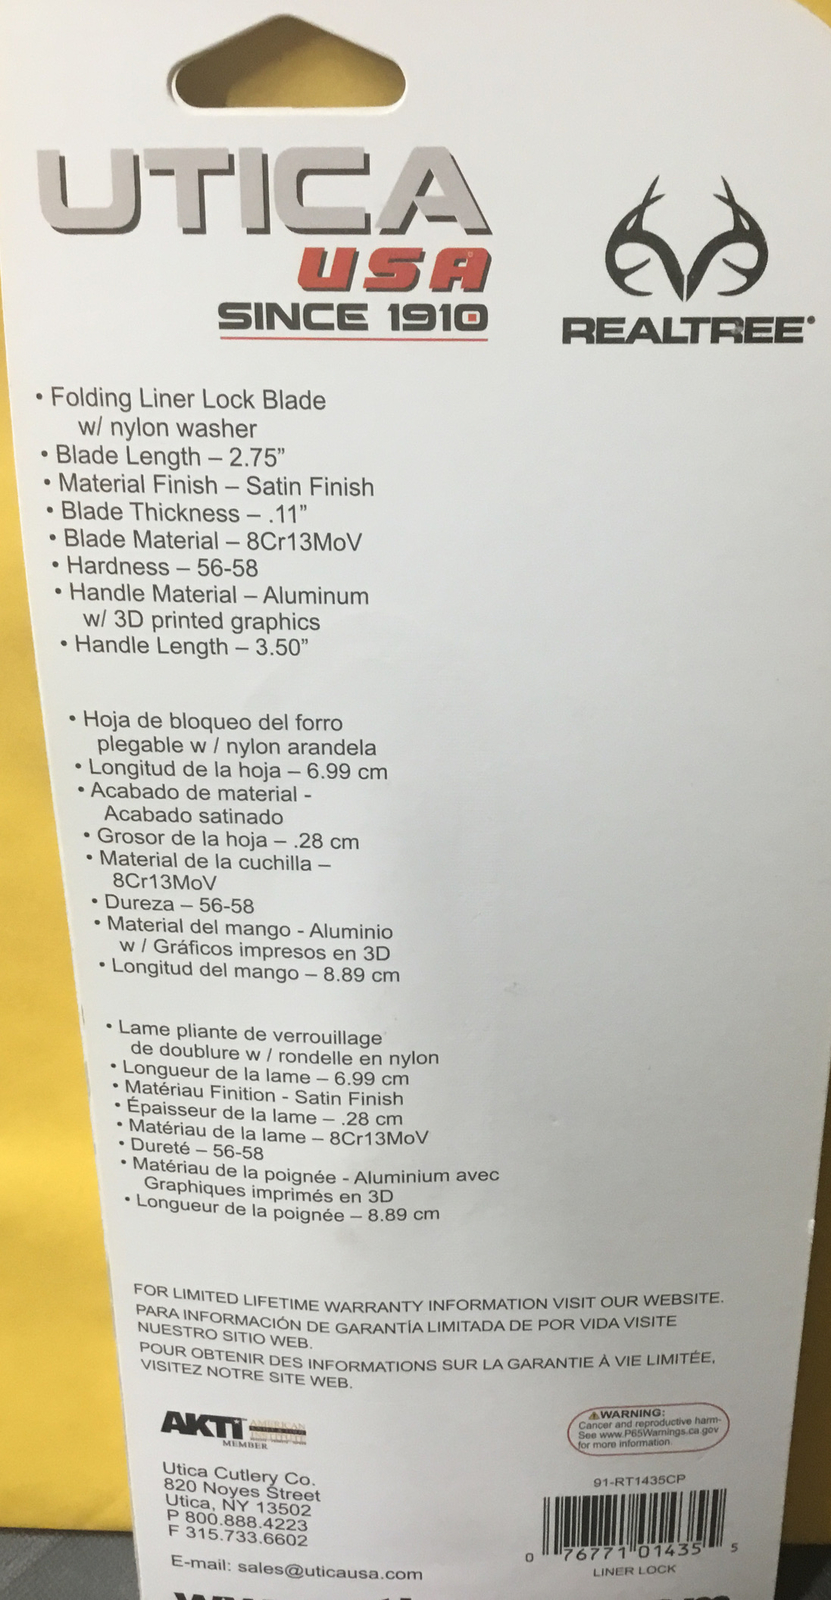 UTICA
USA
SINCE 1910
REALTREE
• Folding Liner Lock Blade
w/ nylon washer
• Blade Length – 2.75”
• Material Finish – Satin Finish
• Blade Thickness – .11”
• Blade Material – 8Cr13MoV
• Hardness – 56-58
• Handle Material – Aluminum
w/ 3D printed graphics
• Handle Length – 3.50”
• Hoja de bloqueo del forro
plegable w / nylon arandela
• Longitud de la hoja – 6.99 cm
• Acabado de material -
Acabado satinado
• Grosor de la hoja – .28 cm
• Material de la cuchilla –
8Cr13MoV
• Dureza – 56-58
• Material del mango - Aluminio
w / Gráficos impresos en 3D
• Longitud del mango – 8.89 cm
• Lame pliante de verrouillage
de doublure w / rondelle en nylon
• Longueur de la lame – 6.99 cm
• Matériau Finition - Satin Finish
• Épaisseur de la lame – .28 cm
• Matériau de la lame – 8Cr13MoV
• Dureté – 56-58
• Matériau de la poignée - Aluminium avec
Graphiques imprimés en 3D
• Longueur de la poignée – 8.89 cm
FOR LIMITED LIFETIME WARRANTY INFORMATION VISIT OUR WEBSITE.
PARA INFORMACIÓN DE GARANTÍA LIMITADA DE POR VIDA VISITE
NUESTRO SITIO WEB.
POUR OBTENIR DES INFORMATIONS SUR LA GARANTIE À VIE LIMITÉE,
VISITEZ NOTRE SITE WEB.
AKTi
AMERICAN
INSTITUTE
MEMBER
Utica Cutlery Co.
820 Noyes Street
Utica, NY 13502
P 800.888.4223
F 315.733.6602
E-mail: sales@uticausa.com
WARNING:
Cancer and reproductive harm-
See www.P65Warnings.ca.gov
for more information.
91-RT1435CP
0 76771 01435 5
LINER LOCK